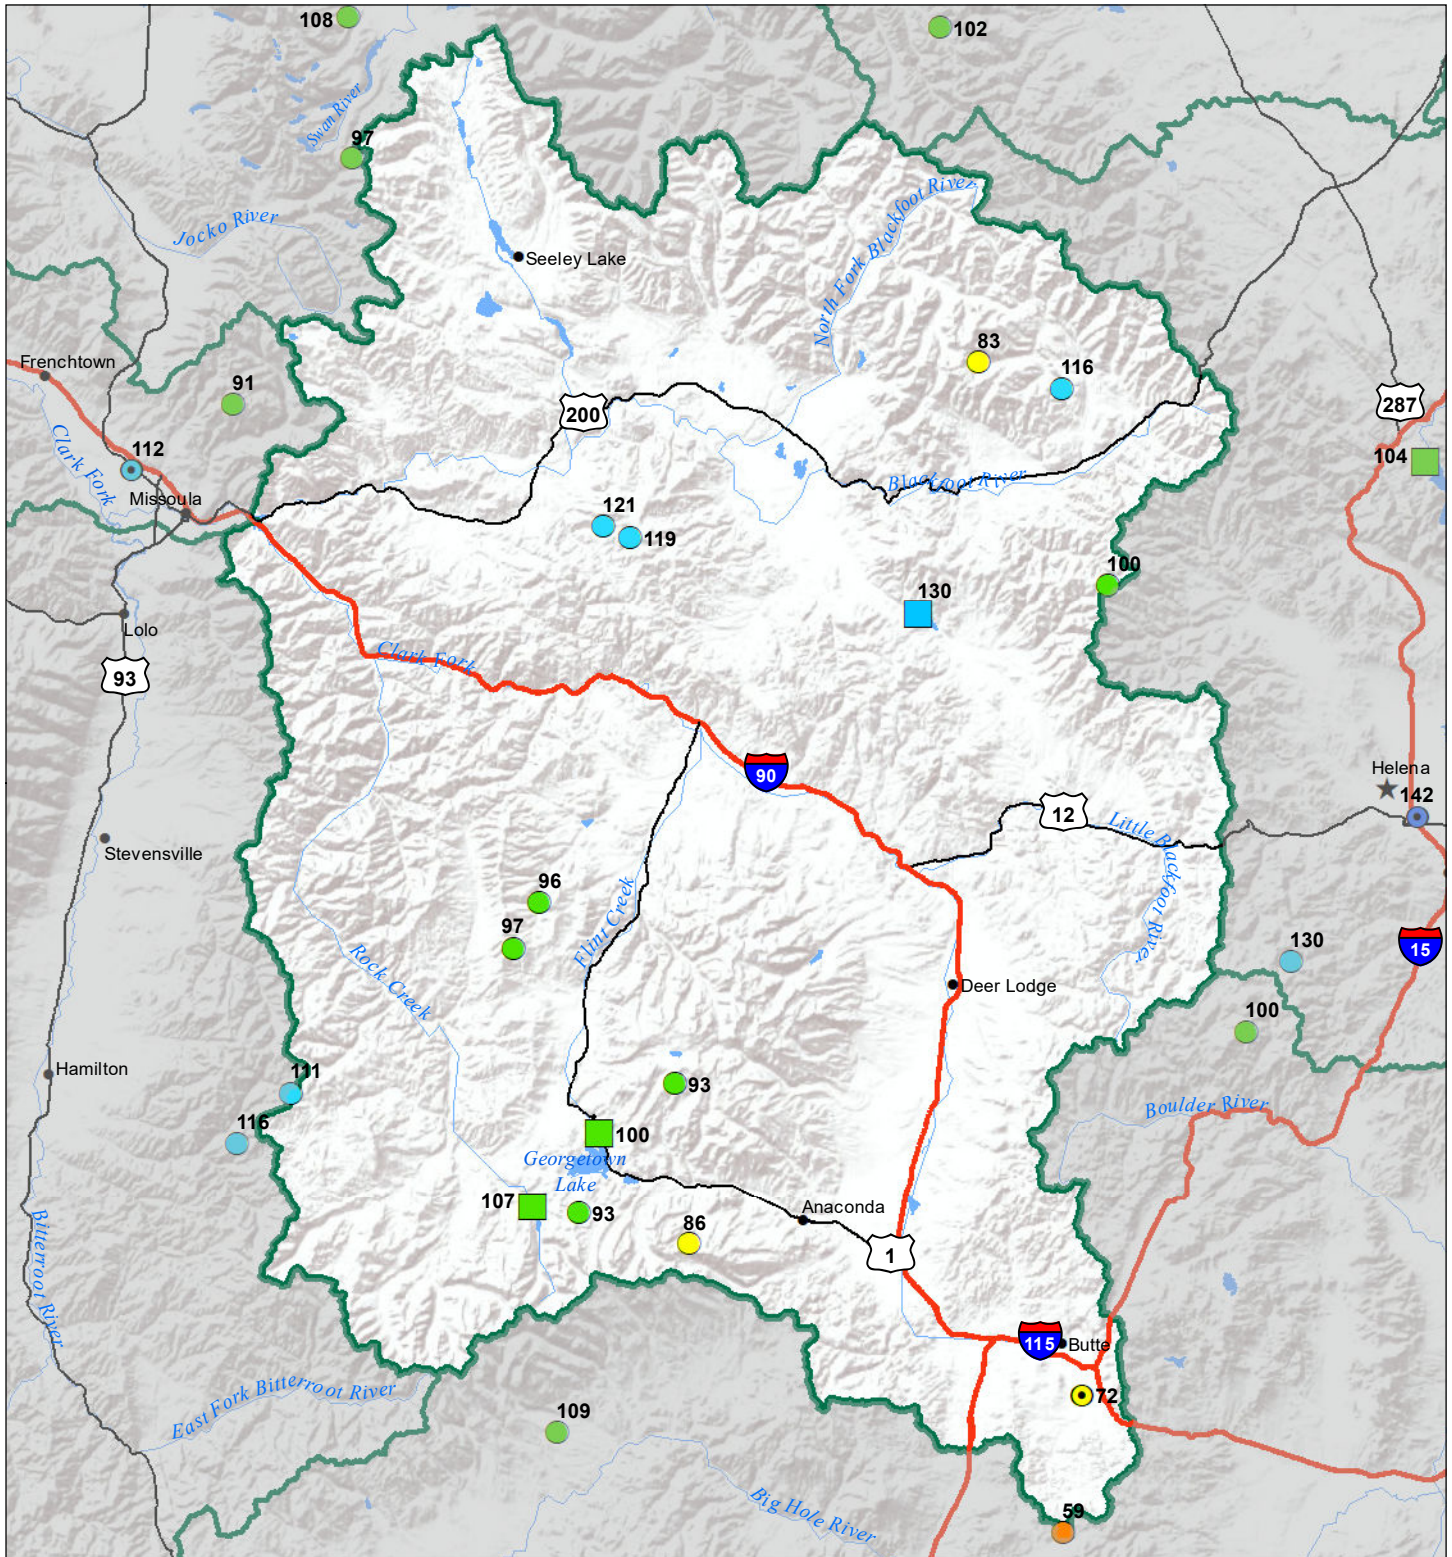 108
102
Swan River
97
Jocko River
North Fork Blackfoot River
Seeley Lake
Frenchtown
83
116
91
200
287
112
Clark Fork
104
Missoula
Blackfoot River
121
119
100
130
Lolo
93
Clark Fork
90
Helena
142
12
Little Blackfoot River
Stevensville
96
97
Flint Creek
15
130
Rock Creek
Deer Lodge
100
Hamilton
111
93
116
Boulder River
100
Georgetown
Lake
107
93
Anaconda
86
1
Bitterroot River
115
Butte
72
East Fork Bitterroot River
109
Big Hole River
59